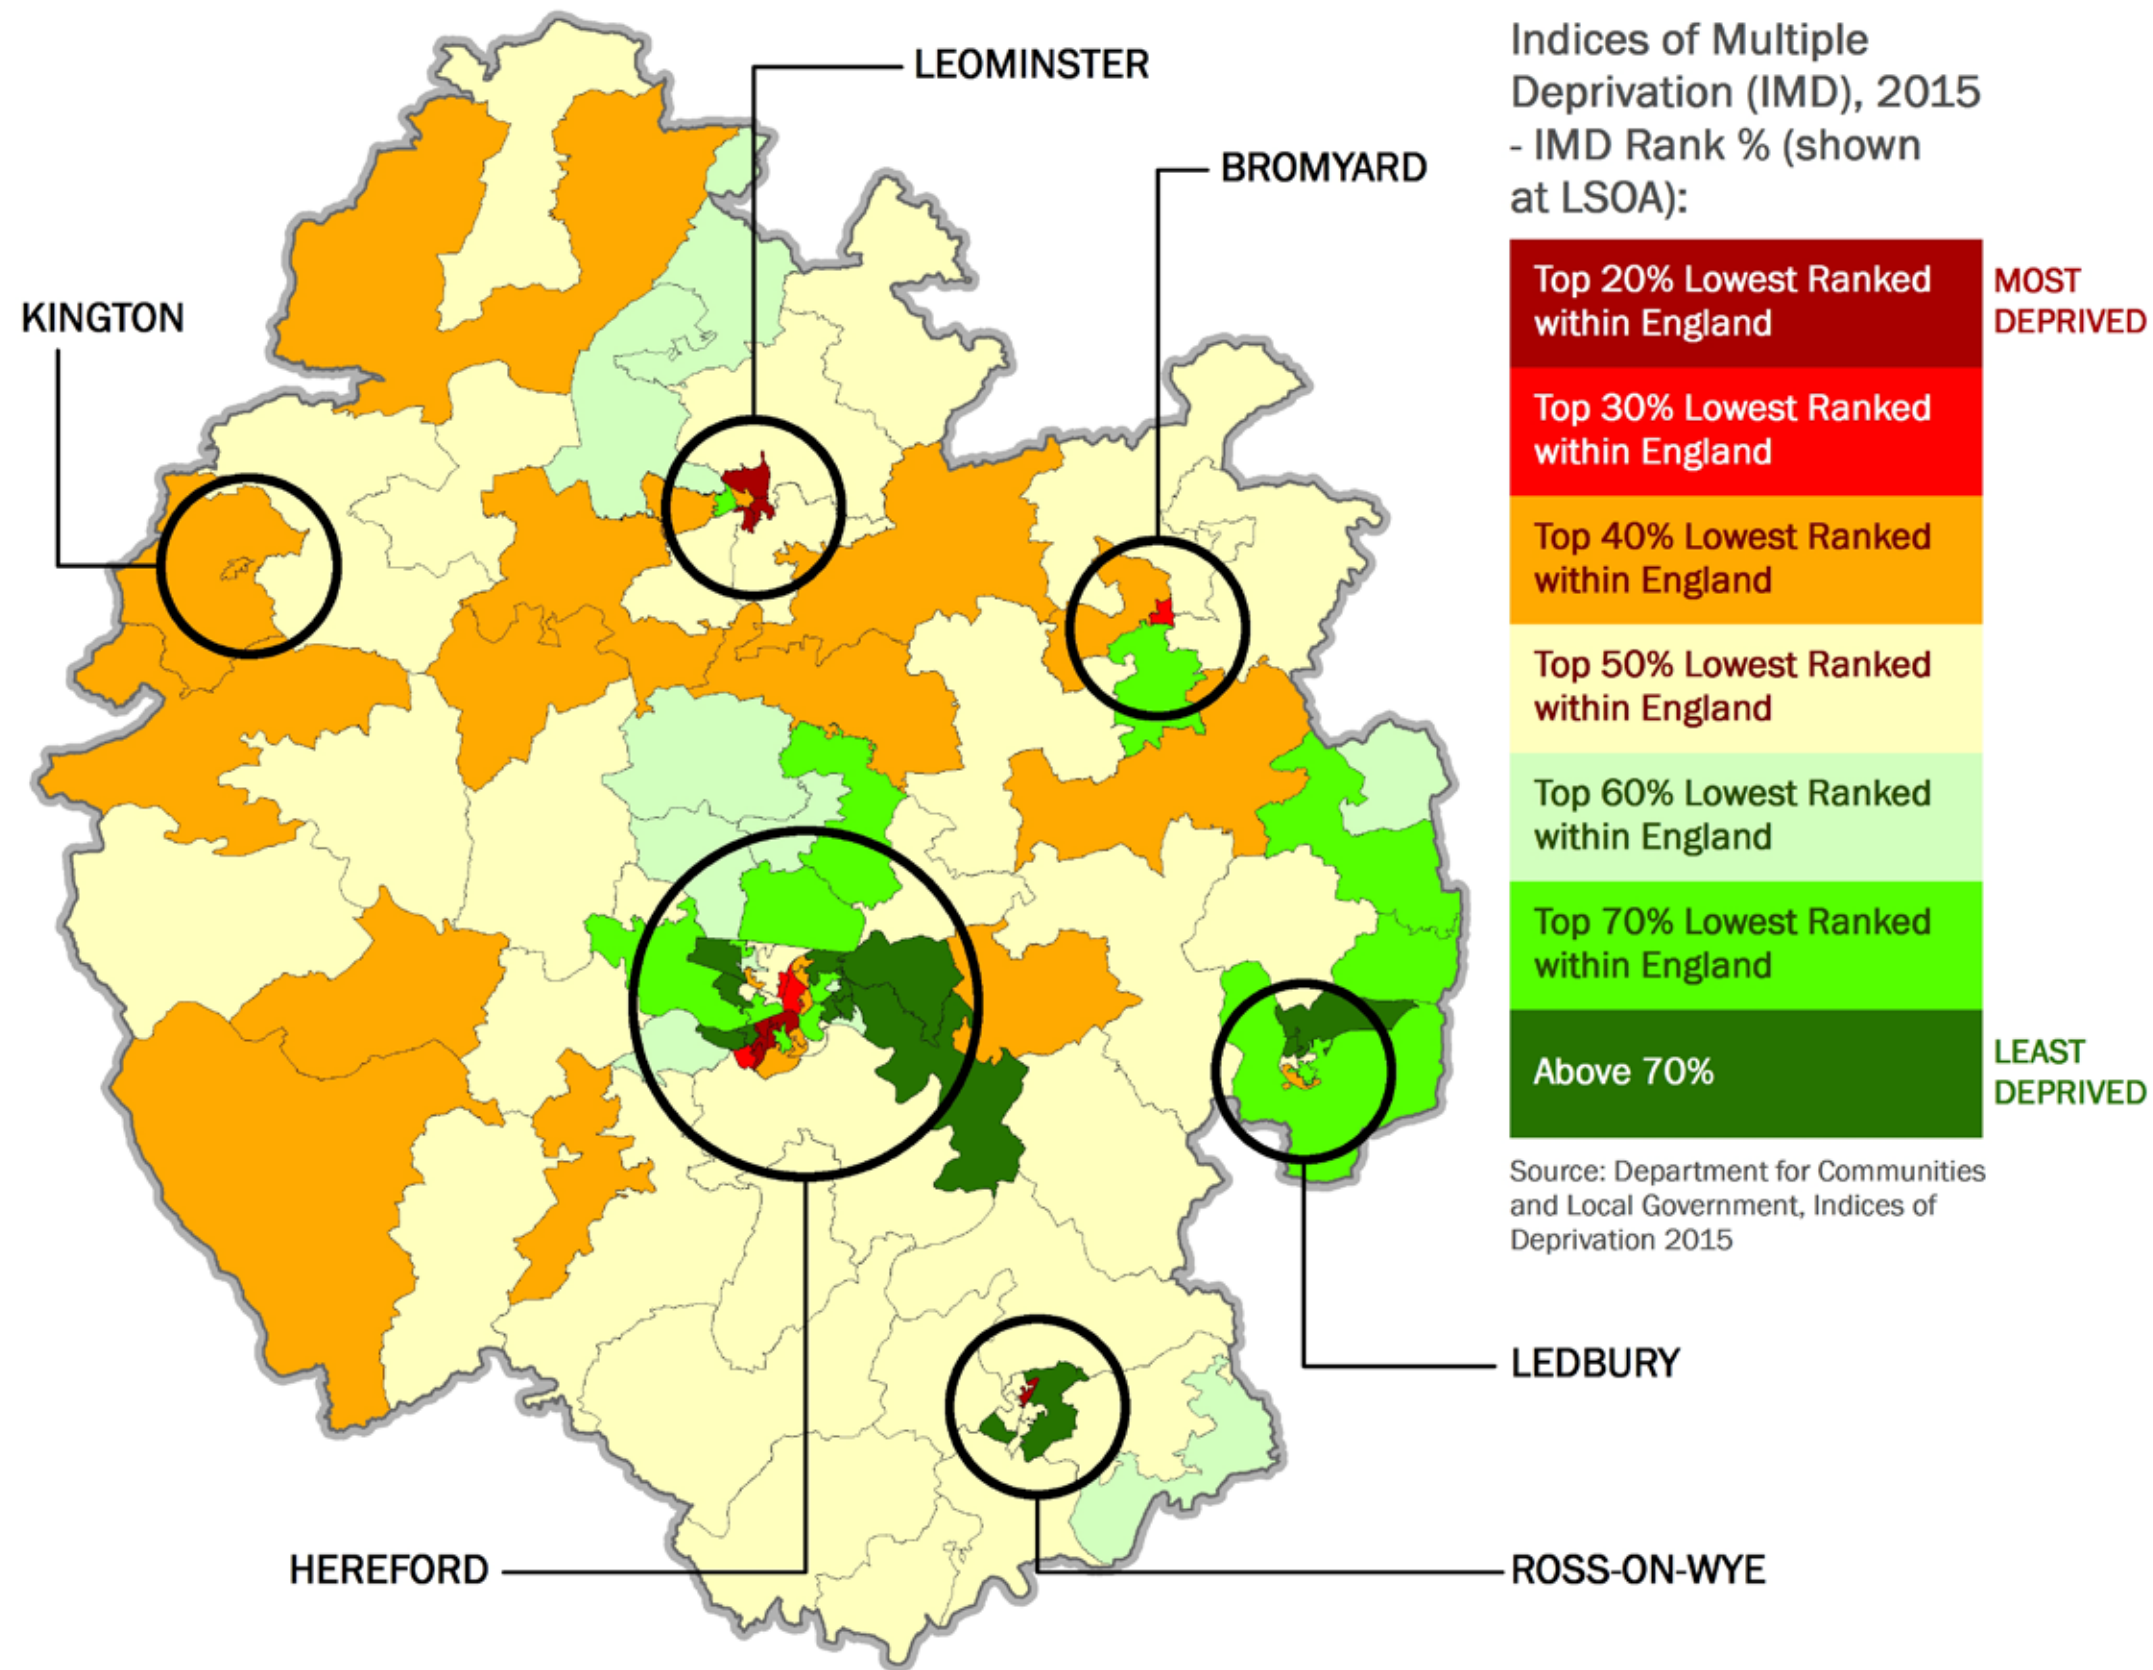 Indices of Multiple
Deprivation (IMD), 2015
- IMD Rank % (shown
at LSOA):
LEOMINSTER
BROMYARD
KINGTON
Top 20% Lowest Ranked
within England
MOST
DEPRIVED
Top 30% Lowest Ranked
within England
Top 40% Lowest Ranked
within England
Top 50% Lowest Ranked
within England
Top 60% Lowest Ranked
within England
Top 70% Lowest Ranked
within England
Above 70%
LEAST
DEPRIVED
Source: Department for Communities
and Local Government, Indices of
Deprivation 2015
LEDBURY
HEREFORD
ROSS-ON-WYE